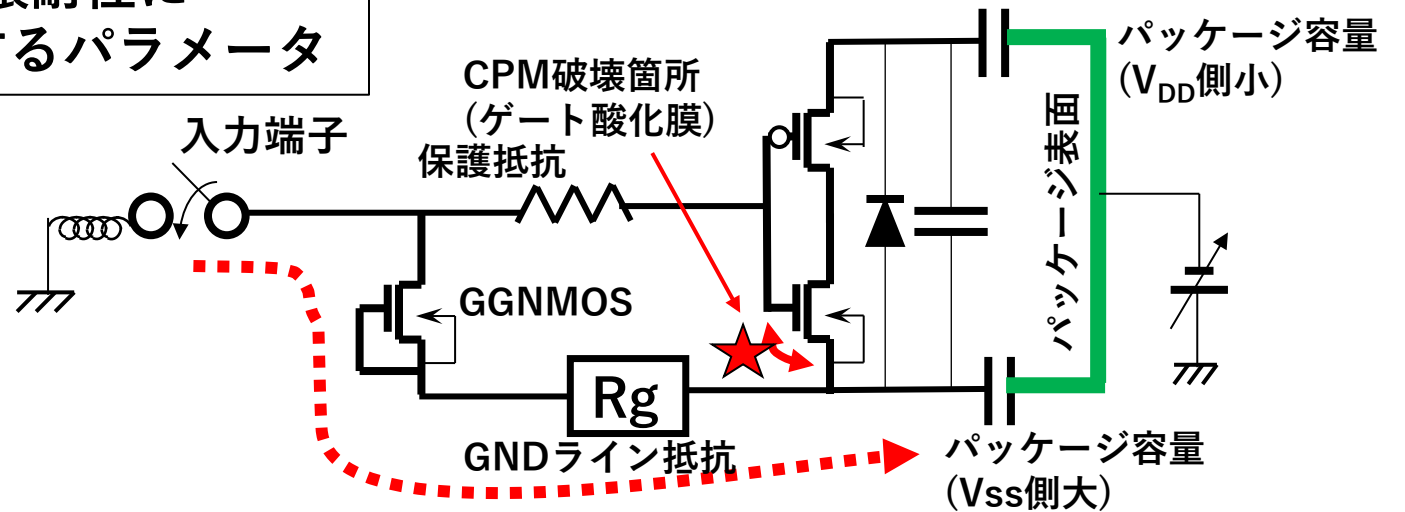 するパラメータ
入力端子
CPM破壊箇所
(ゲート酸化膜)
保護抵抗
パッケージ容量
(VDD側小)
パッケージ表面
GGNMOS
Rg
GNDライン抵抗
パッケージ容量
(Vss側大)